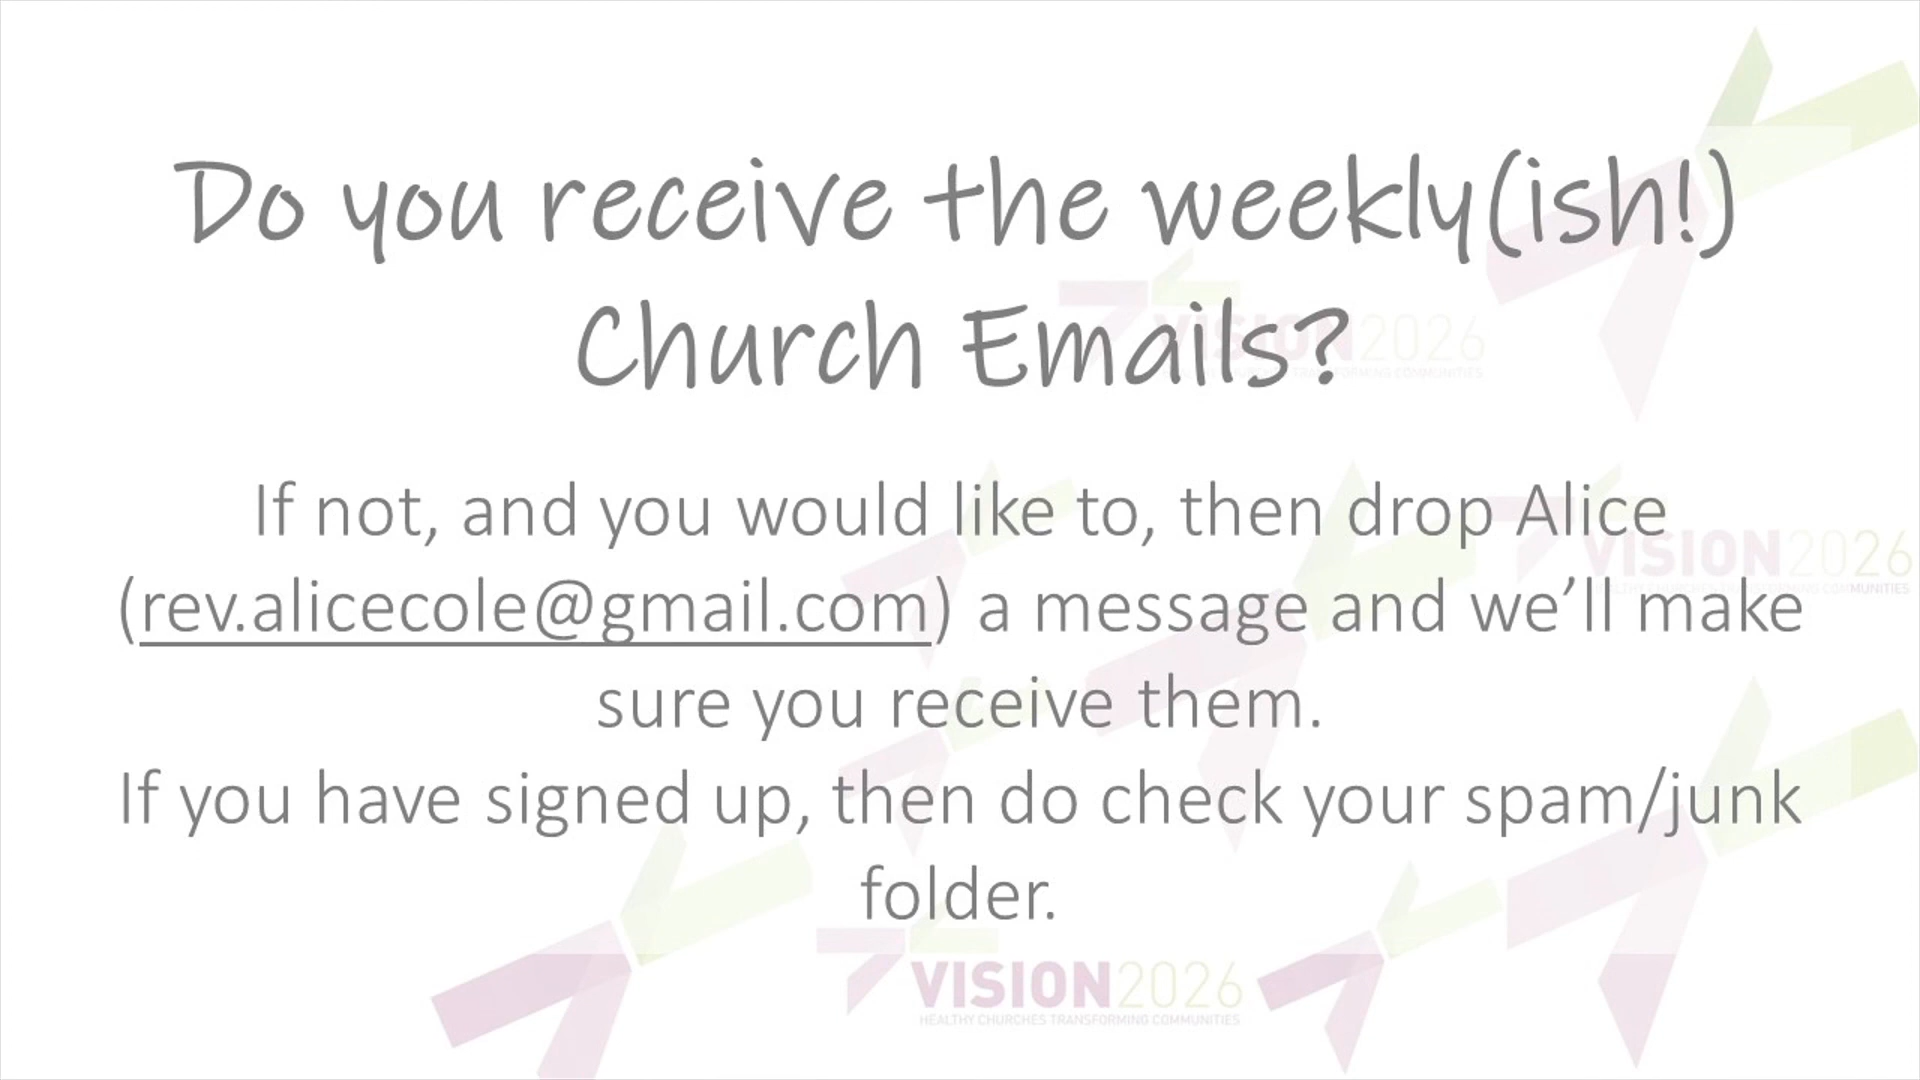 Do you receive the weekly(ish!)
Church Emails?
VISION2026
If not, and you would like to, then drop Alice
VISION2026
(rev.alicecole@gmail.com) a message and we’ll make
sure you receive them.
If you have signed up, then do check your spam/junk
folder.
VISION2026
HEALTHY CHURCHES TRANSFORMING COMMUNITIES